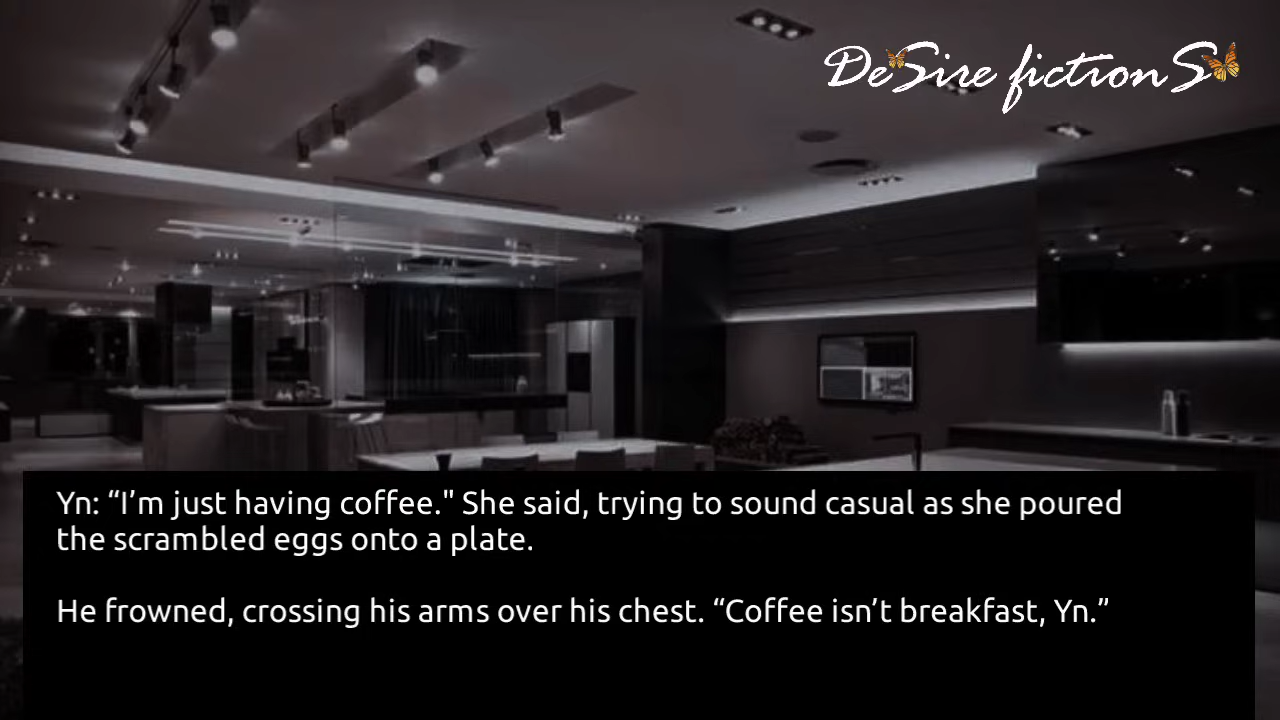 DeSire fictionS
Yn: “I’m just having coffee." She said, trying to sound casual as she poured
the scrambled eggs onto a plate.
He frowned, crossing his arms over his chest. “Coffee isn’t breakfast, Yn.”